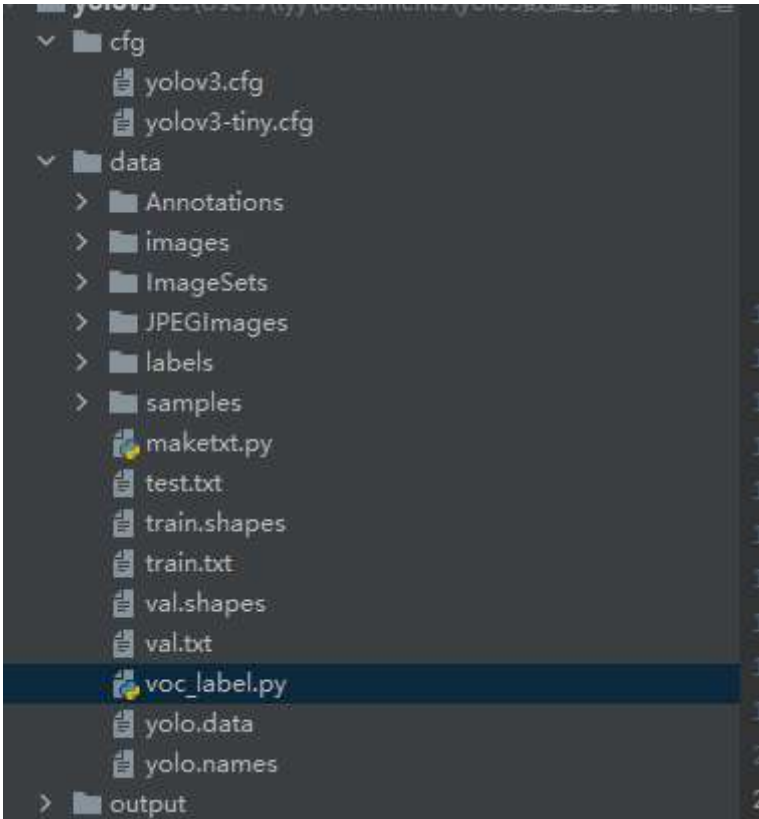 cfg
yolov3.cfg
yolov3-tiny.cfg
data
Annotations
images
ImageSets
JPEGImages
labels
samples
maketxt.py
test.txt
train.shapes
train.txt
val.shapes
val.txt
voc_label.py
yolo.data
yolo.names
output